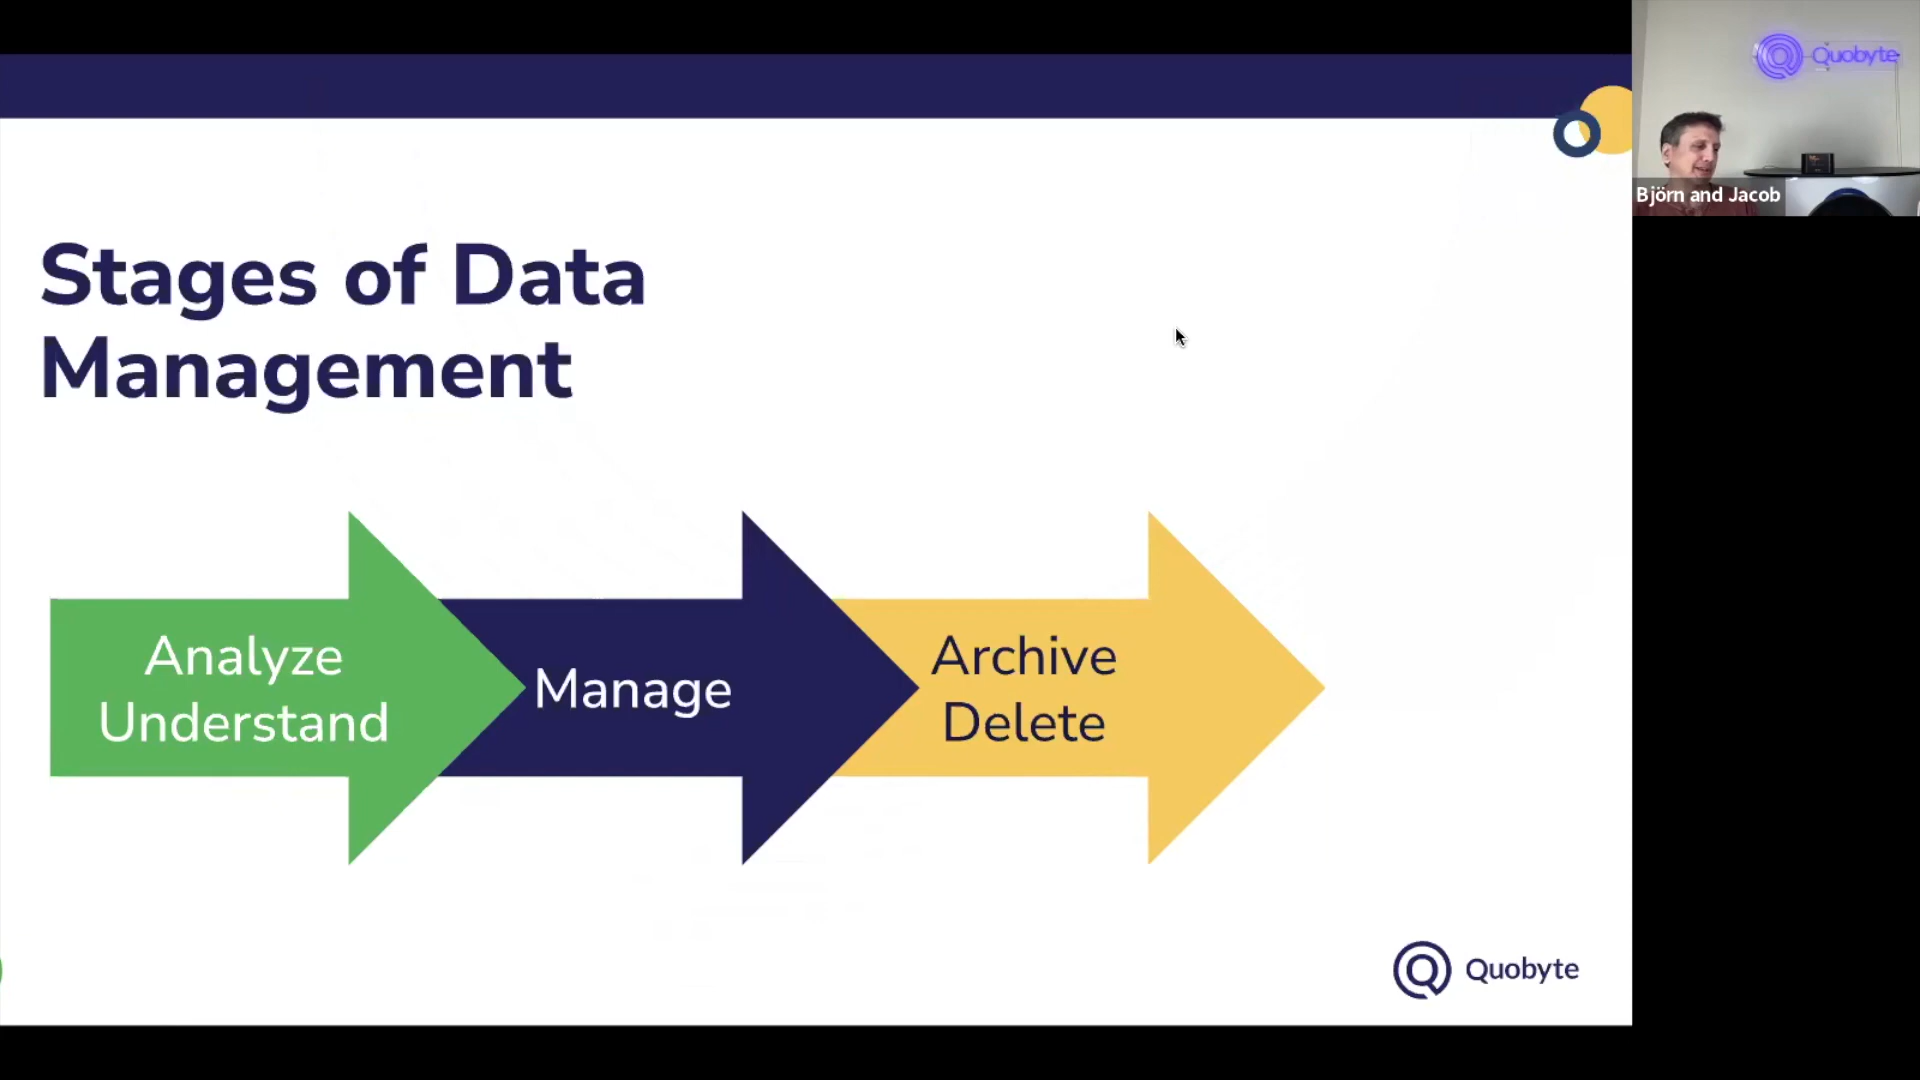 Quobyte
Björn and Jacob
Stages of Data
Management
Analyze
Understand
Manage
Archive
Delete
Quobyte